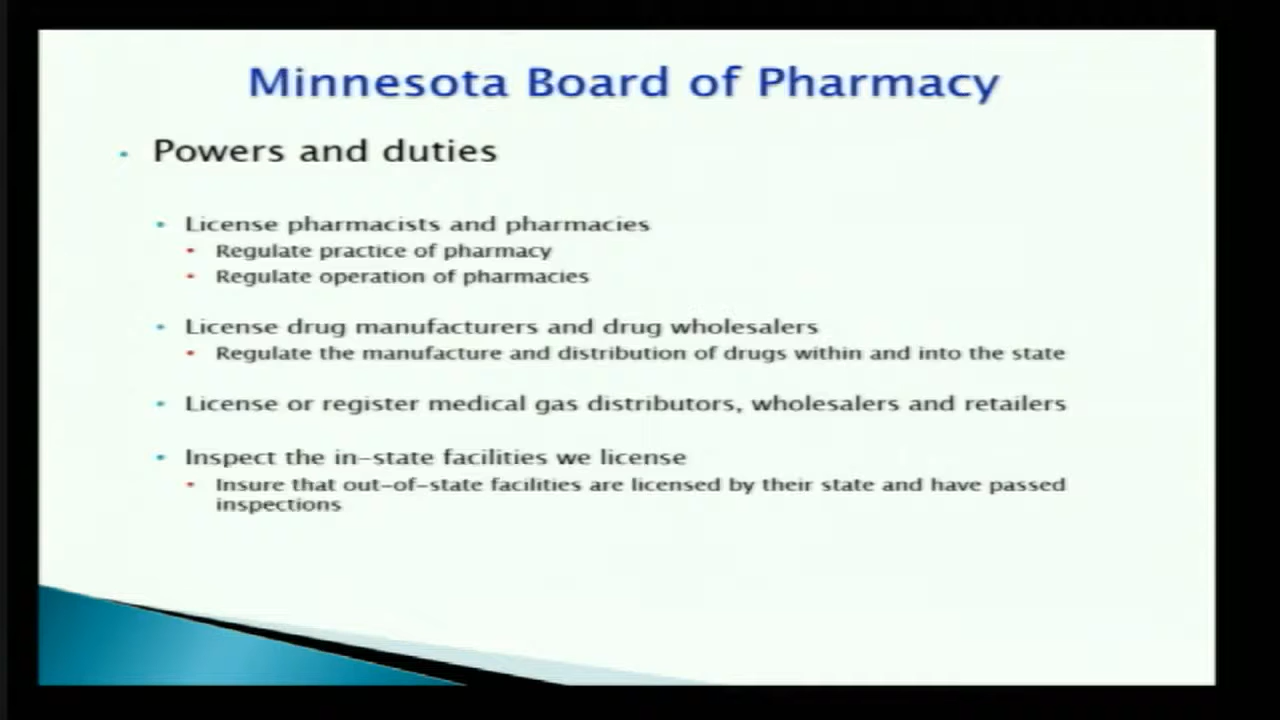 Minnesota Board of Pharmacy
• Powers and duties
• License pharmacists and pharmacies
• Regulate practice of pharmacy
• Regulate operation of pharmacies
• License drug manufacturers and drug wholesalers
• Regulate the manufacture and distribution of drugs within and into the state
• License or register medical gas distributors, wholesalers and retailers
• Inspect the in-state facilities we license
• Insure that out-of-state facilities are licensed by their state and have passed
inspections